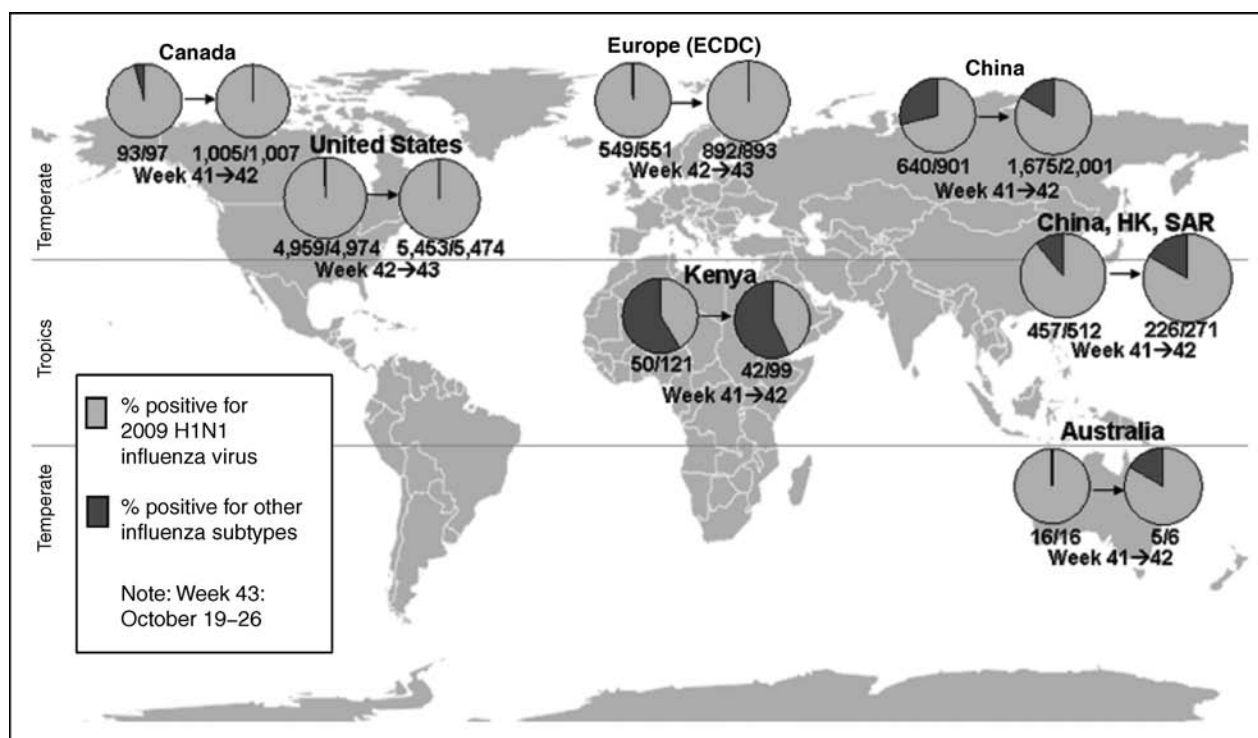 Canada
93/97
1,005/1,007
Week 41→42
United States
4,959/4,974
5,453/5,474
Week 42→43
Europe (ECDC)
549/551
892/893
Week 42→43
China
640/901
1,675/2,001
Week 41→42
China, HK, SAR
457/512
226/271
Week 41→42
Kenya
50/121
42/99
Week 41→42
Australia
16/16
5/6
Week 41→42
Temperate
Tropics
Temperate
% positive for
2009 H1N1
influenza virus
% positive for other
influenza subtypes
Note: Week 43:
October 19–26